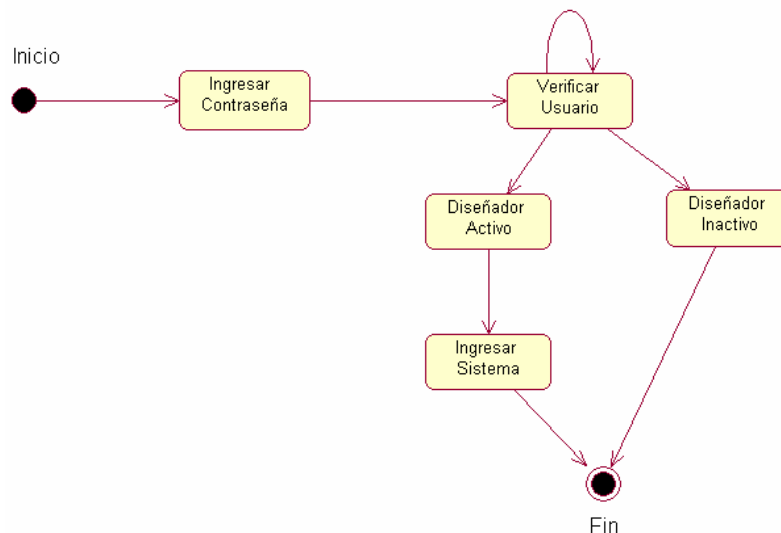 Inicio
Ingresar
Contraseña
Verificar
Usuario
Diseñador
Activo
Diseñador
Inactivo
Ingresar
Sistema
Fin